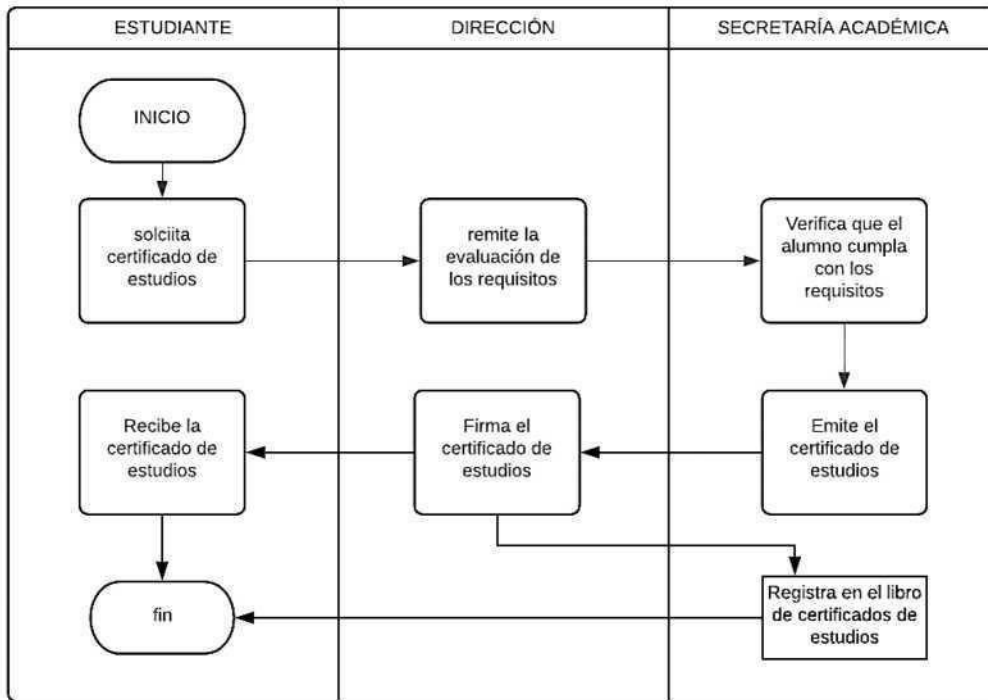 ESTUDIANTE
DIRECCIÓN
SECRETARÍA ACADÉMICA
INICIO
solciita
certificado de
estudios
remite la
evaluación de
los requisitos
Verifica que el
alumno cumpla
con los
requisitos
Recibe la
certificado de
estudios
Firma el
certificado de
estudios
Emite el
certificado de
estudios
fin
Registra en el libro
de certificados de
estudios